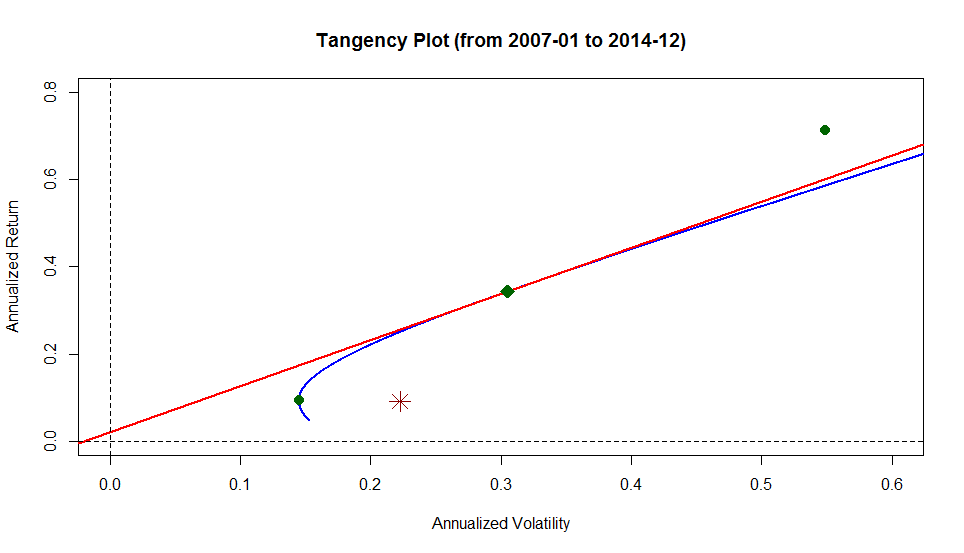 Tangency Plot (from 2007-01 to 2014-12)
Annualized Return
0.8
0.6
0.4
0.2
0.0
0.0 0.1 0.2 0.3 0.4 0.5 0.6
Annualized Volatility